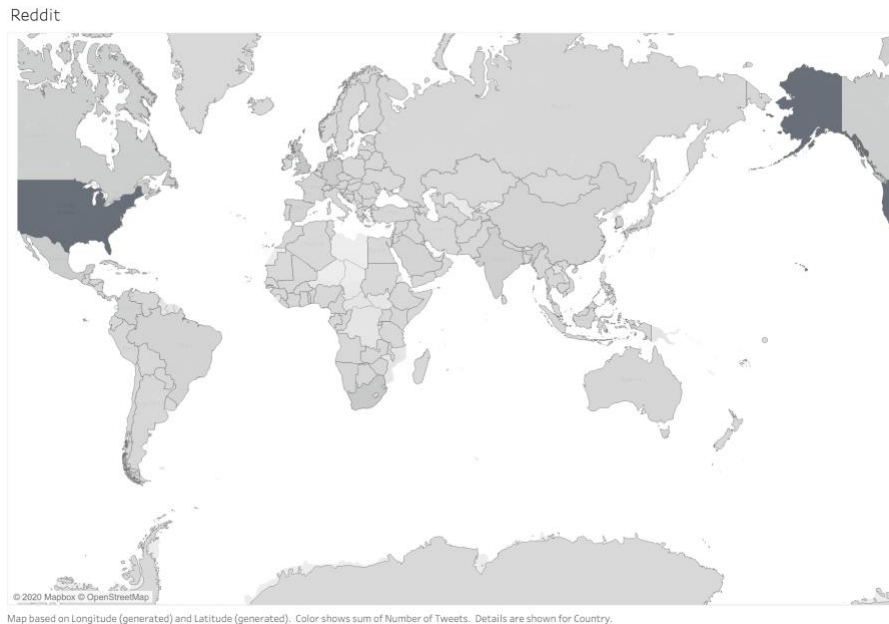 Reddit
© 2020 Mapbox © OpenStreetMap
Map based on Longitude (generated) and Latitude (generated). Color shows sum of Number of Tweets. Details are shown for Country.